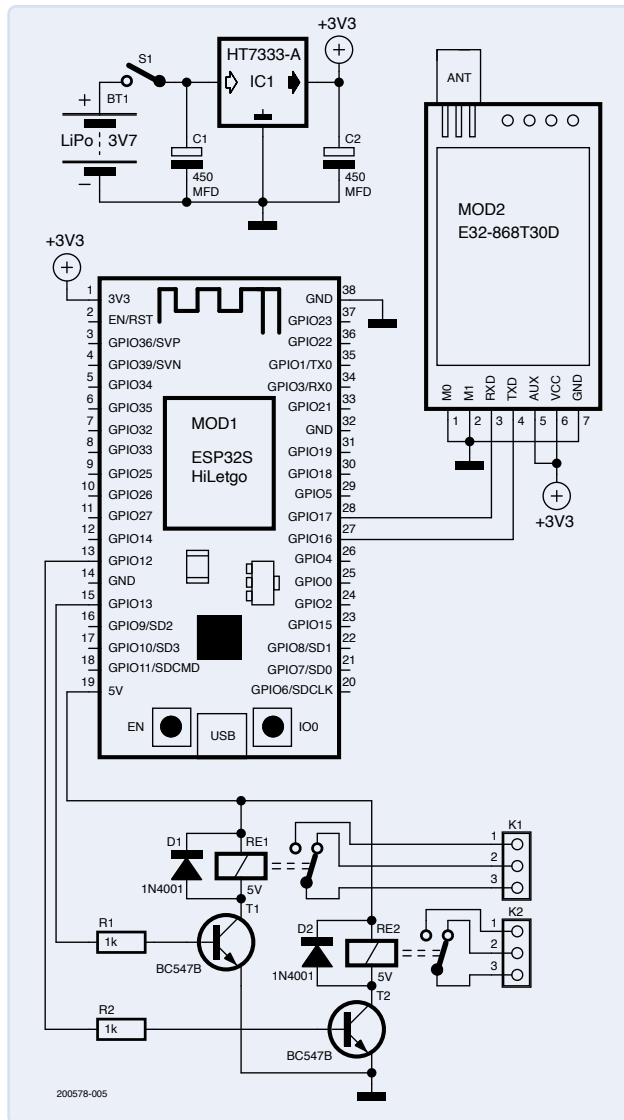 +3V3
S1
HT7333-A
IC1
+
BT1
LiPo
3V7
–
C1
450
MFD
C2
450
MFD
ANT
MOD2
E32-868T30D
M0
M1
RXD
TXD
AUX
VCC
GND
1
2
3
4
5
6
7
+3V3
+3V3
1
3V3
2
EN/RST
3
GPIO36/SVP
4
GPIO39/SVN
5
GPIO34
6
GPIO35
7
GPIO32
8
GPIO33
9
GPIO25
10
GPIO26
11
GPIO27
12
GPIO14
13
GPIO12
14
GND
15
GPIO13
16
GPIO9/SD2
17
GPIO10/SD3
18
GPIO11/SDCMD
19
5V
MOD1
ESP32S
HiLetgo
38
GND
37
GPIO23
36
GPIO22
35
GPIO1/TX0
34
GPIO3/RX0
33
GPIO21
32
GND
31
GPIO19
30
GPIO18
29
GPIO5
28
GPIO17
27
GPIO16
26
GPIO4
25
GPIO0
24
GPIO2
23
GPIO15
22
GPIO8/SD1
21
GPIO7/SD0
20
GPIO6/SDCLK
EN
USB
IO0
D1
1N4001
RE1
5V
T1
BC547B
R1
1k
K1
1
2
3
D2
1N4001
RE2
5V
T2
BC547B
R2
1k
K2
1
2
3
200578-005